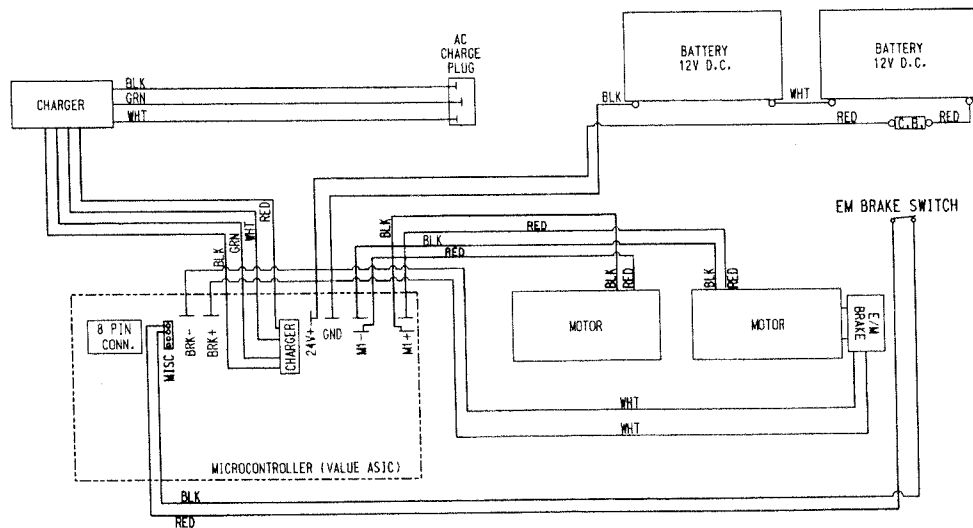 AC
CHARGE
PLUG
BATTERY
12V D.C.
BATTERY
12V D.C.
CHARGER
BLK
GRN
WHT
BLK
WHT
RED
C.B.
RED
EM BRAKE SWITCH
BLK
GRN
WHT
RED
BLK
RED
BLK
RED
BLK
RED
BLK
RED
MOTOR
MOTOR
E/M
BRAKE
8 PIN
CONN.
MISC
BRK-
BRK+
CHARGER
24V+
GND
M1-
M1+
WHT
WHT
MICROCONTROLLER (VALUE ASIC)
BLK
RED